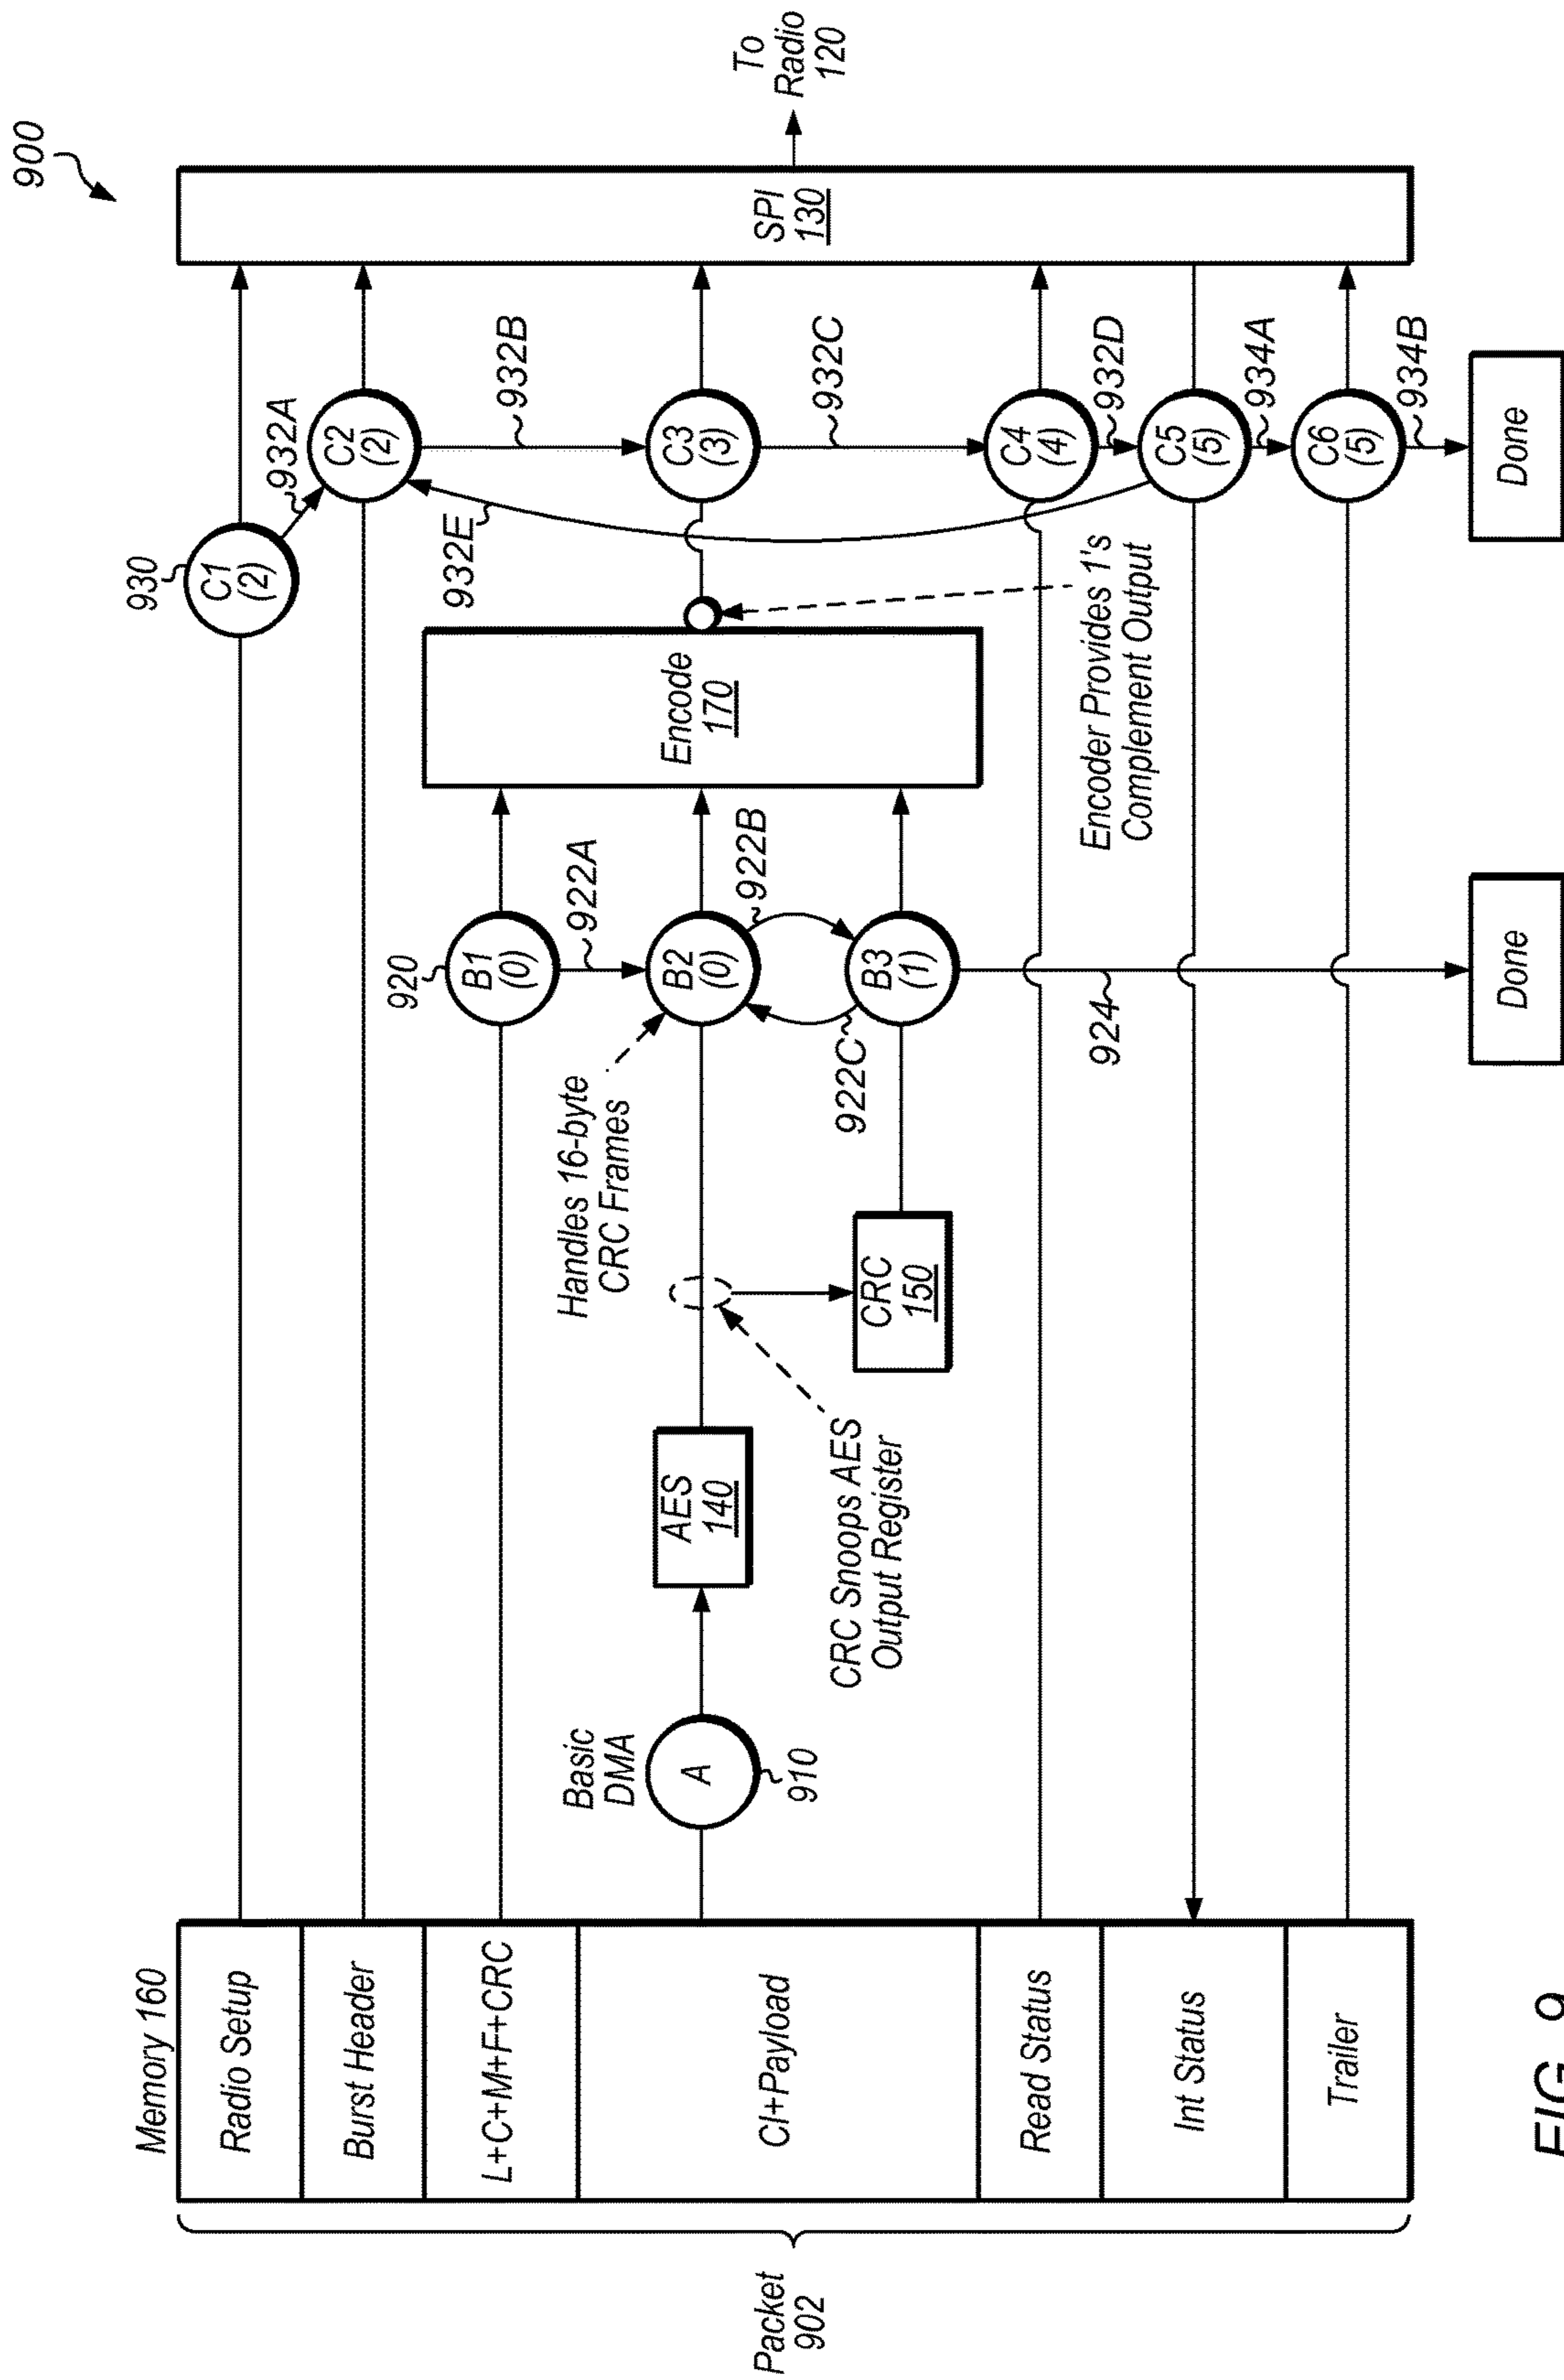 900
Packet
902
Memory 160
Radio Setup
Burst Header
L+C+M+F+CRC
CI+Payload
Read Status
Int Status
Trailer
Basic
DMA
A
910
AES
140
CRC Snoops AES
Output Register
CRC
150
Handles 16-byte
CRC Frames
920
B1
(0)
922A
B2
(0)
922B
922C
B3
(1)
924
Done
Encode
170
Encoder Provides 1's
Complement Output
930
C1
(2)
932A
C2
(2)
932B
932E
C3
(3)
932C
C4
(4)
932D
C5
(5)
934A
C6
(5)
934B
Done
SPI
130
To
Radio
120
FIG. 9